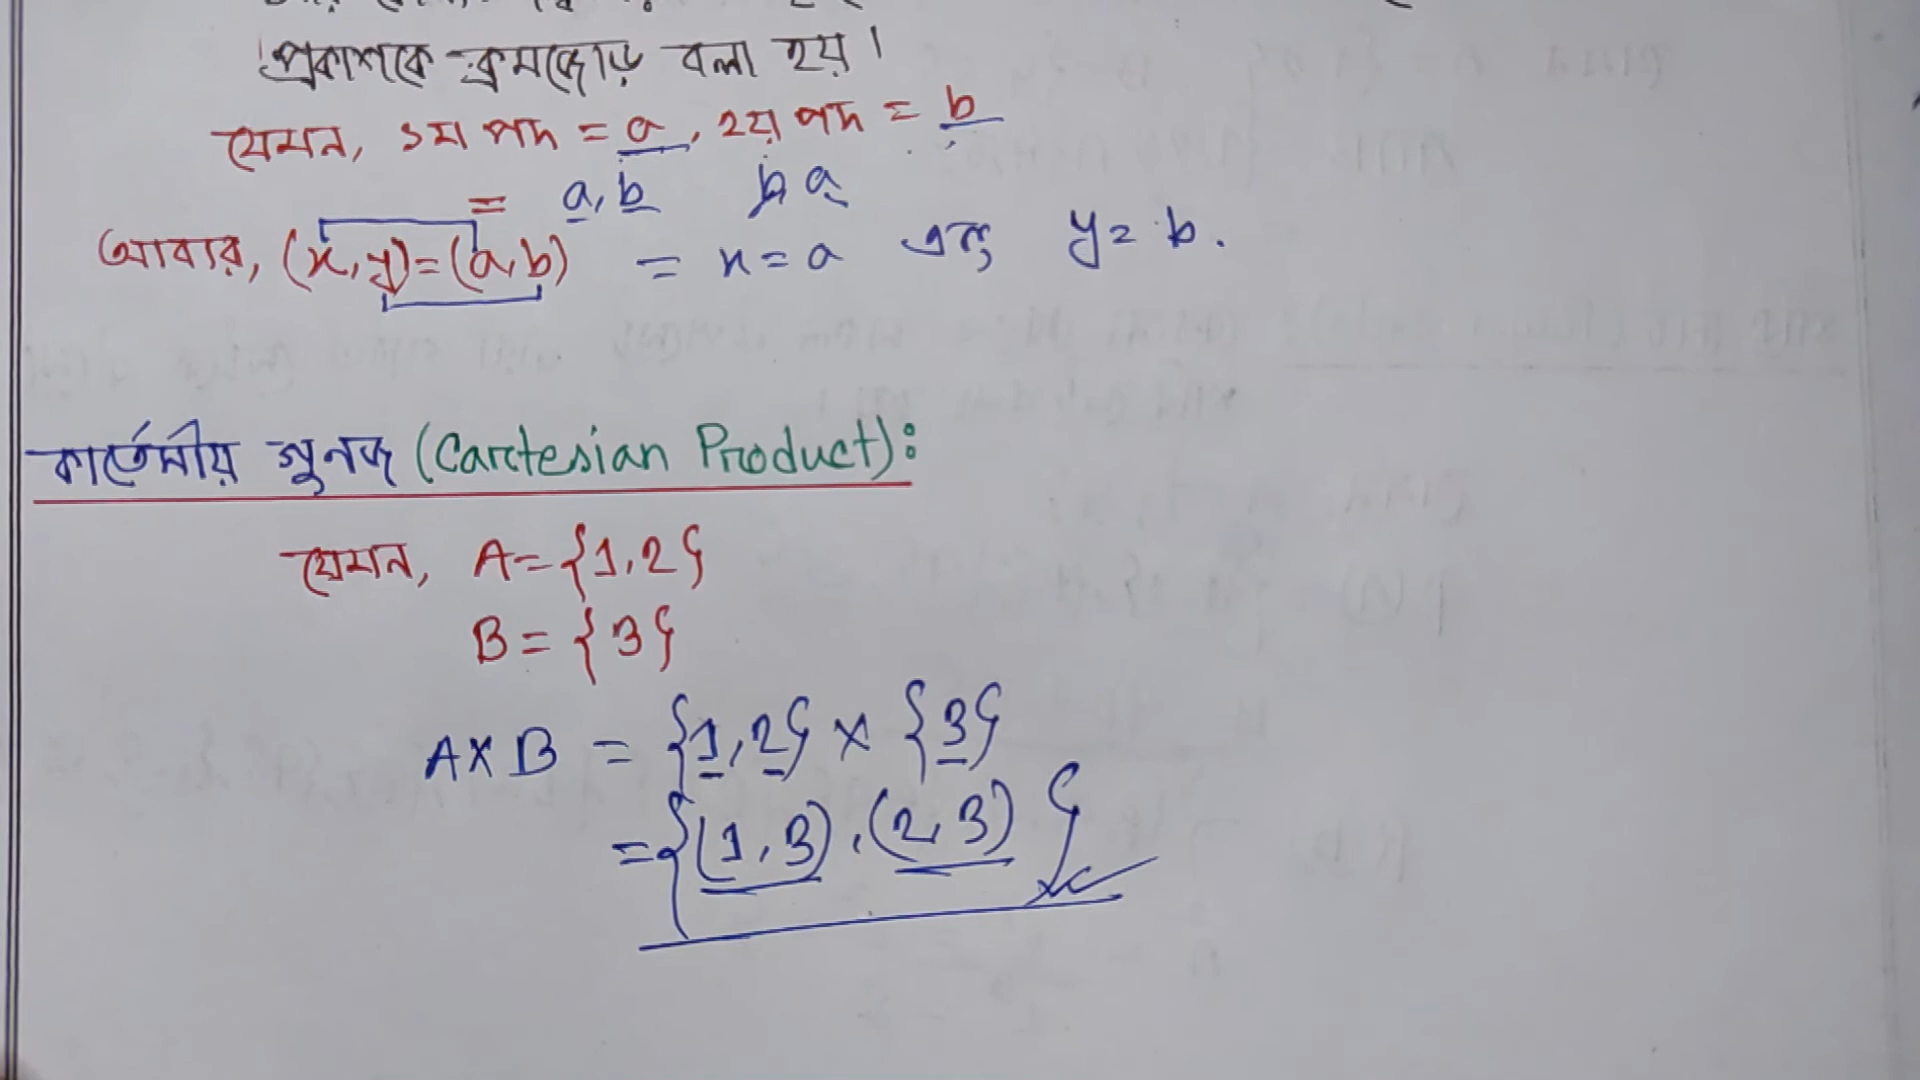 প্রকাশকে ক্রমজোড় বলা হয়।
যেমন, ১ম পদ = a, ২য় পদ = b
= a, b b a
আবার, (x, y) = (a, b) = x = a এবং y = b.
কার্তেসীয় গুনজ (Cartesian Product):
যেমন, A = {1, 2}
B = {3}
A X B = {1, 2} X {3}
= {(1, 3), (2, 3)}